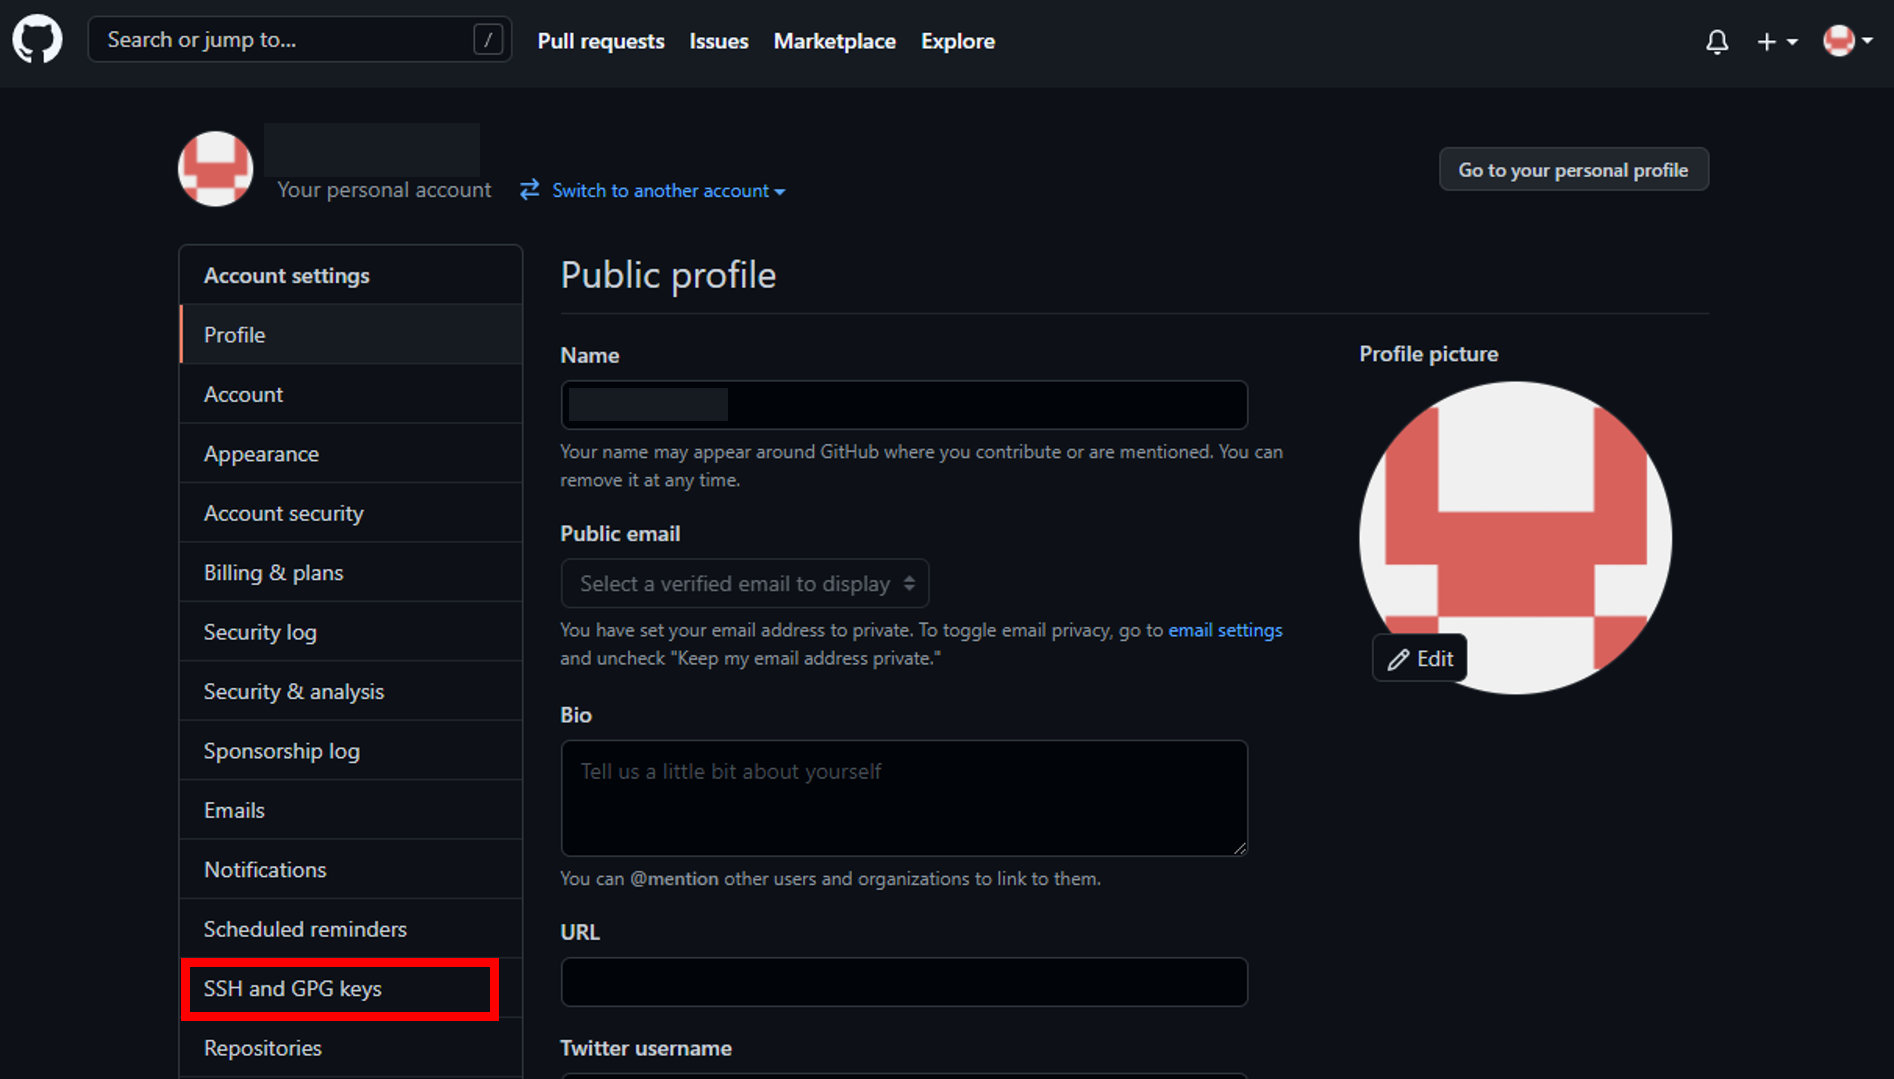 Search or jump to... /
Pull requests
Issues
Marketplace
Explore
Your personal account
Switch to another account
Go to your personal profile
Account settings
Profile
Account
Appearance
Account security
Billing & plans
Security log
Security & analysis
Sponsorship log
Emails
Notifications
Scheduled reminders
SSH and GPG keys
Repositories
Public profile
Name
Your name may appear around GitHub where you contribute or are mentioned. You can
remove it at any time.
Public email
Select a verified email to display
You have set your email address to private. To toggle email privacy, go to email settings
and uncheck "Keep my email address private."
Bio
Tell us a little bit about yourself
You can @mention other users and organizations to link to them.
URL
Twitter username
Profile picture
Edit